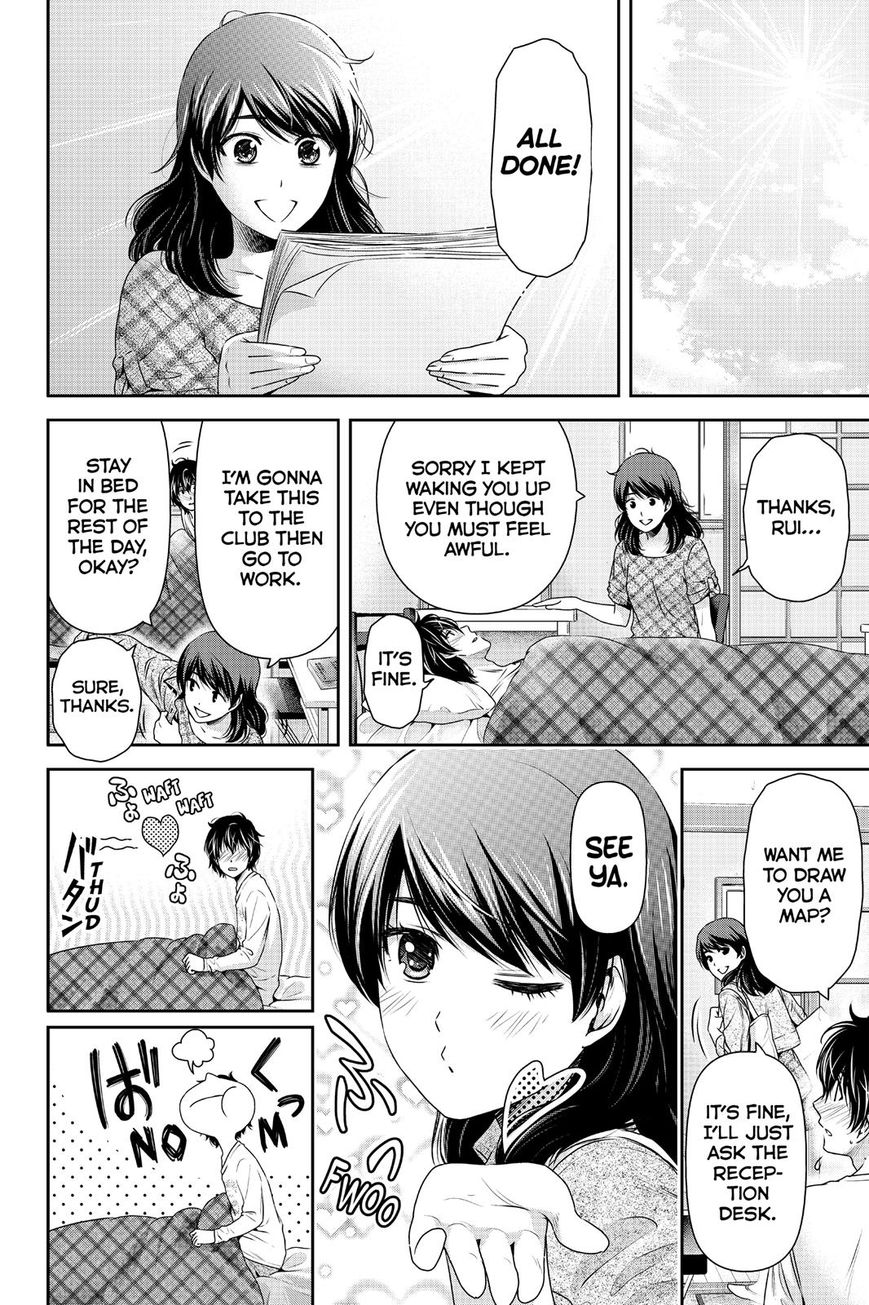 ALL
DONE!
THANKS,
RUI...
SORRY I KEPT
WAKING YOU UP
EVEN THOUGH
YOU MUST FEEL
AWFUL.
IT'S
FINE.
I'M GONNA
TAKE THIS
TO THE
CLUB THEN
GO TO
WORK.
STAY
IN BED
FOR THE
REST OF
THE DAY,
OKAY?
SURE,
THANKS.
WANT ME
TO DRAW
YOU A
MAP?
IT'S FINE,
I'LL JUST
ASK THE
RECEP-
TION
DESK.
SEE
YA.
ふっ
FWOO
ふよ
WAFT
WAFT
ふよ
バタン
THUD
ばくっ
NOM